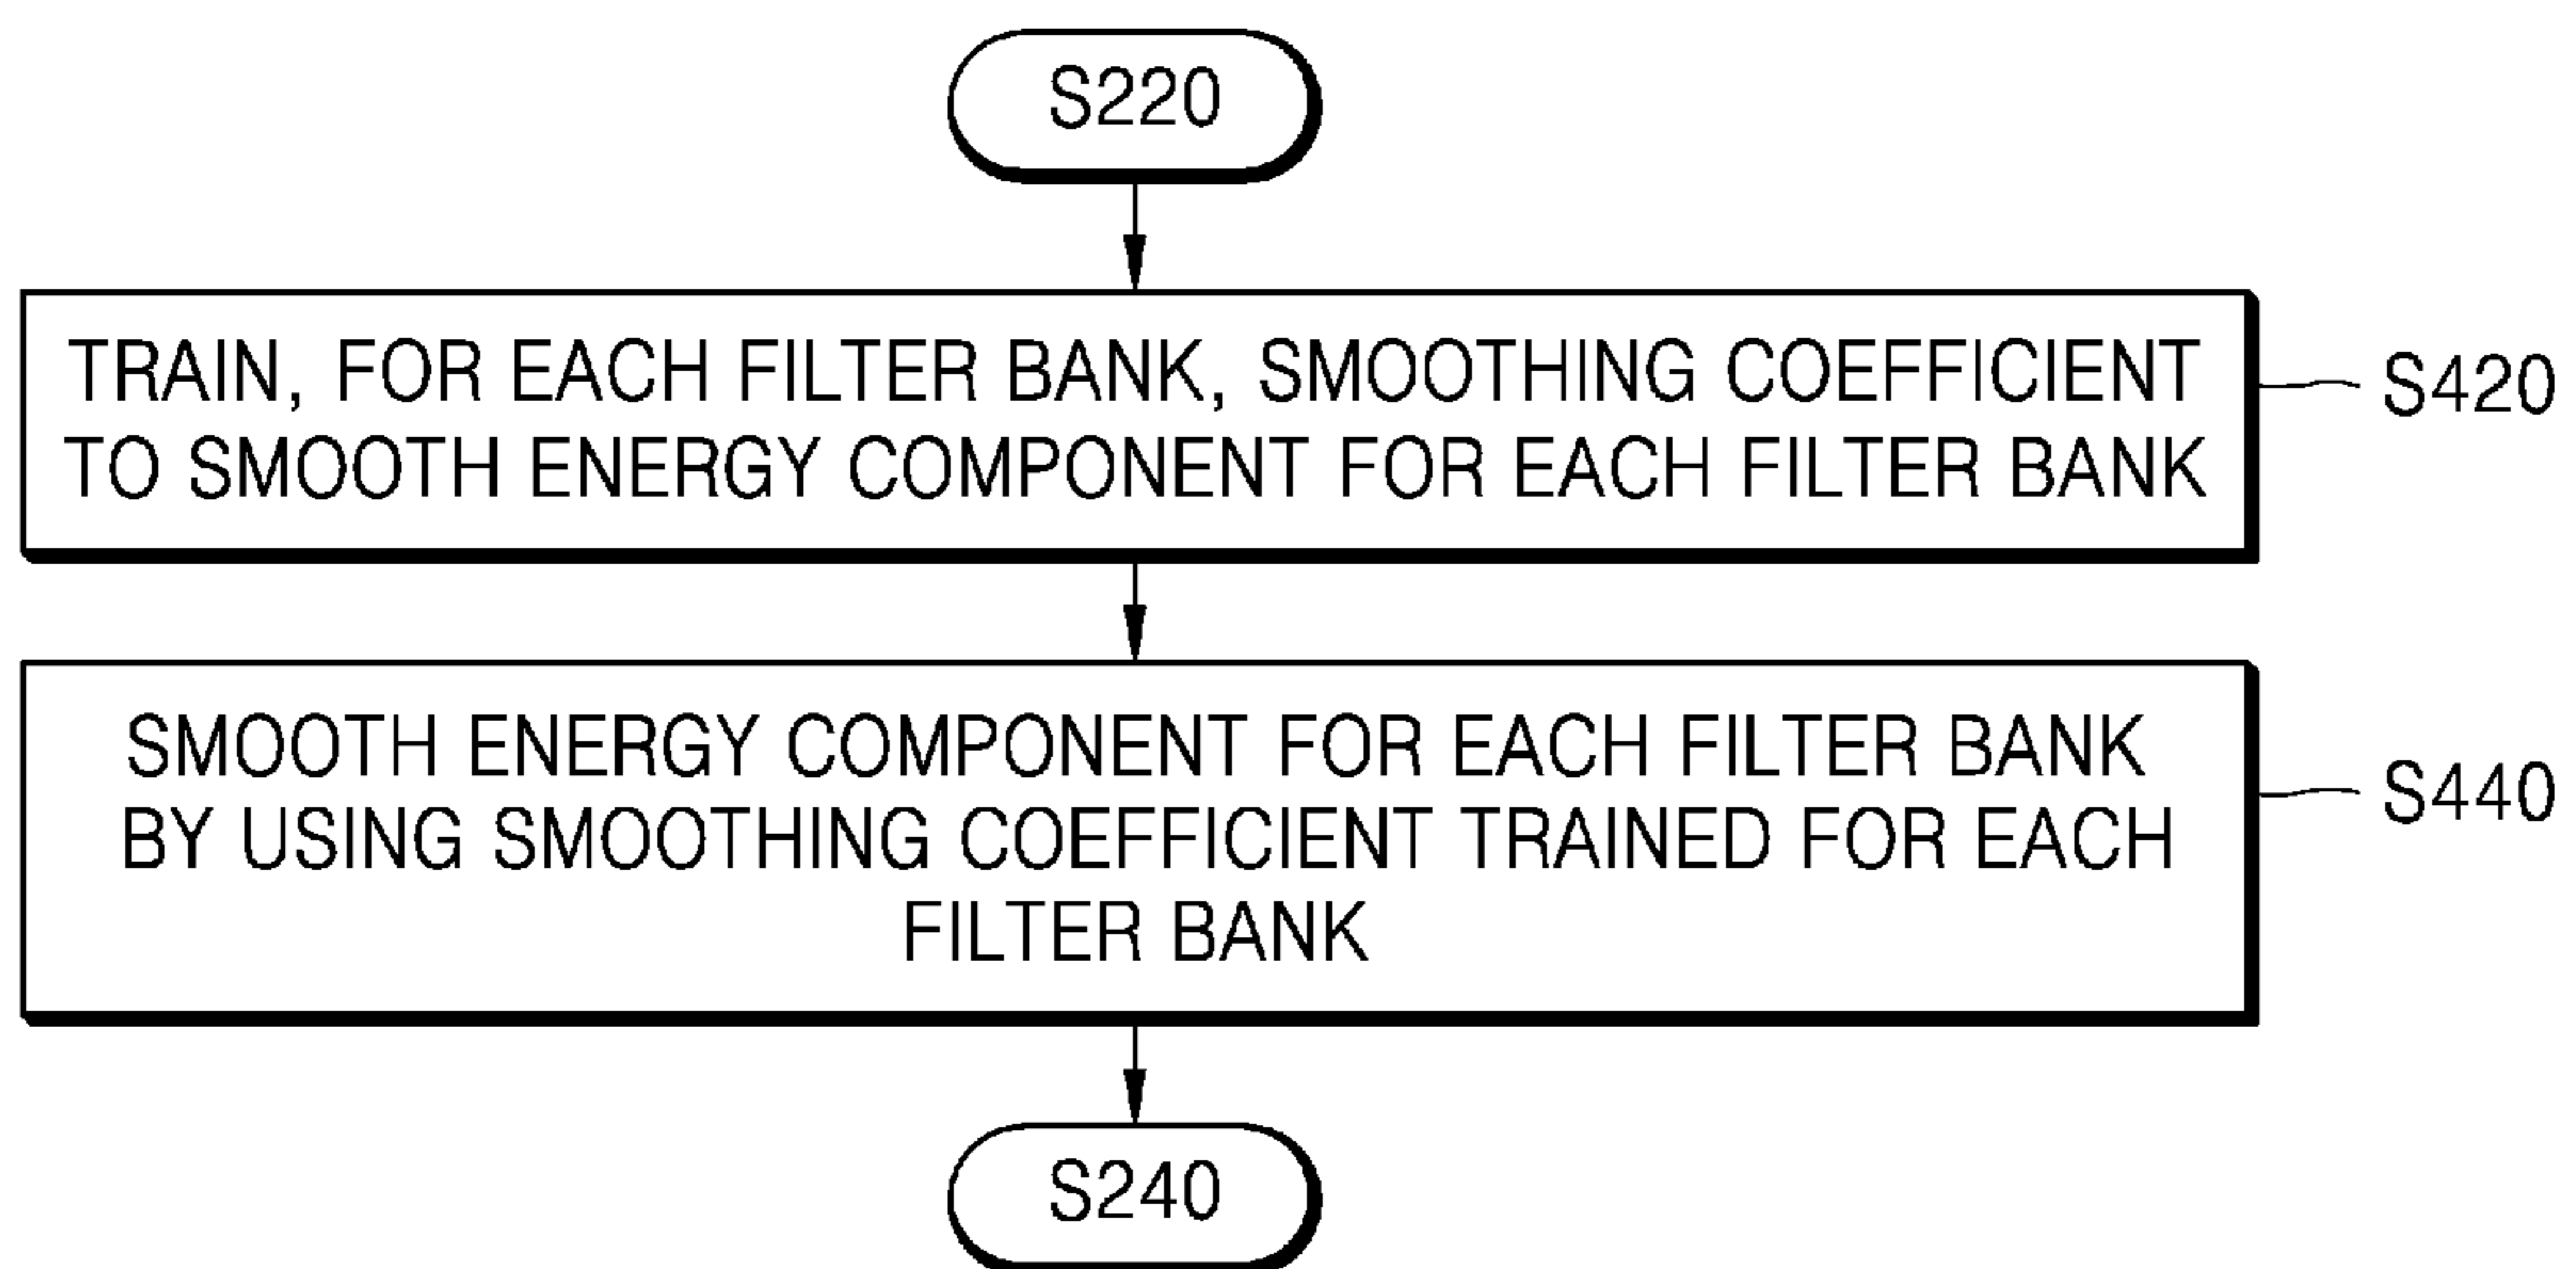 S220
TRAIN, FOR EACH FILTER BANK, SMOOTHING COEFFICIENT
TO SMOOTH ENERGY COMPONENT FOR EACH FILTER BANK
S420
SMOOTH ENERGY COMPONENT FOR EACH FILTER BANK
BY USING SMOOTHING COEFFICIENT TRAINED FOR EACH
FILTER BANK
S440
S240